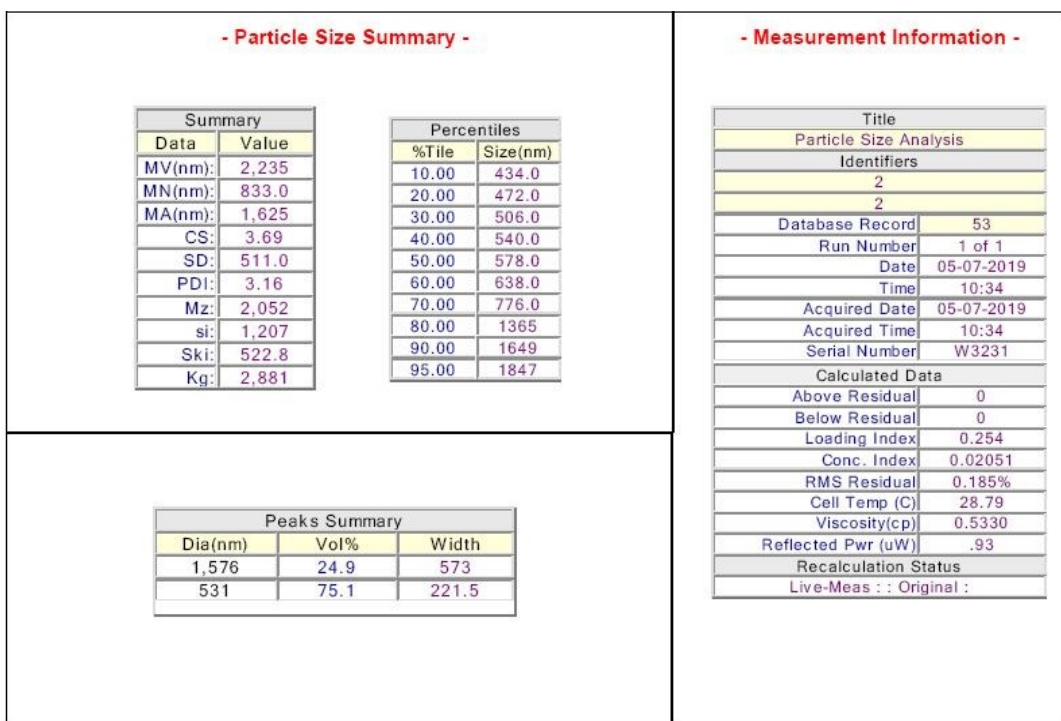 - Particle Size Summary -
Summary
Data Value
MV(nm): 2,235
MN(nm): 833.0
MA(nm): 1,625
CS: 3.69
SD: 511.0
PDI: 3.16
Mz: 2,052
si: 1,207
Ski: 522.8
Kg: 2,881
Percentiles
%Tile Size(nm)
10.00 434.0
20.00 472.0
30.00 506.0
40.00 540.0
50.00 578.0
60.00 638.0
70.00 776.0
80.00 1365
90.00 1649
95.00 1847
Peaks Summary
Dia(nm) Vol% Width
1,576 24.9 573
531 75.1 221.5
- Measurement Information -
Title
Particle Size Analysis
Identifiers
2
2
Database Record 53
Run Number 1 of 1
Date 05-07-2019
Time 10:34
Acquired Date 05-07-2019
Acquired Time 10:34
Serial Number W3231
Calculated Data
Above Residual 0
Below Residual 0
Loading Index 0.254
Conc. Index 0.02051
RMS Residual 0.185%
Cell Temp (C) 28.79
Viscosity(cp) 0.5330
Reflected Pwr (uW) .93
Recalculation Status
Live-Meas : : Original :